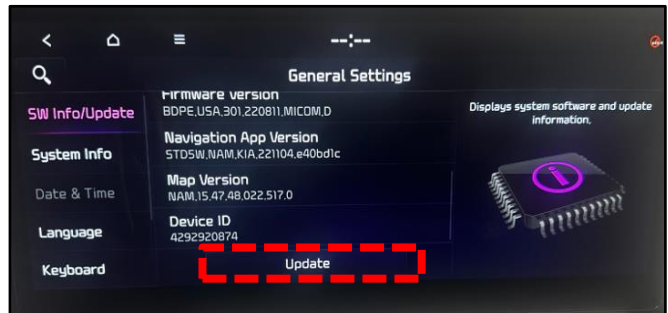 --:--
General Settings
SW Info/Update
System Info
Date & Time
Language
Keyboard
Firmware Version
BDPE.USA.301.220811.MICOM.D
Navigation App Version
STD5W.NAM.KIA.221104.e40bd1c
Map Version
NAM.15.47.48.022.517.0
Device ID
4292920874
Update
Displays system software and update
information.